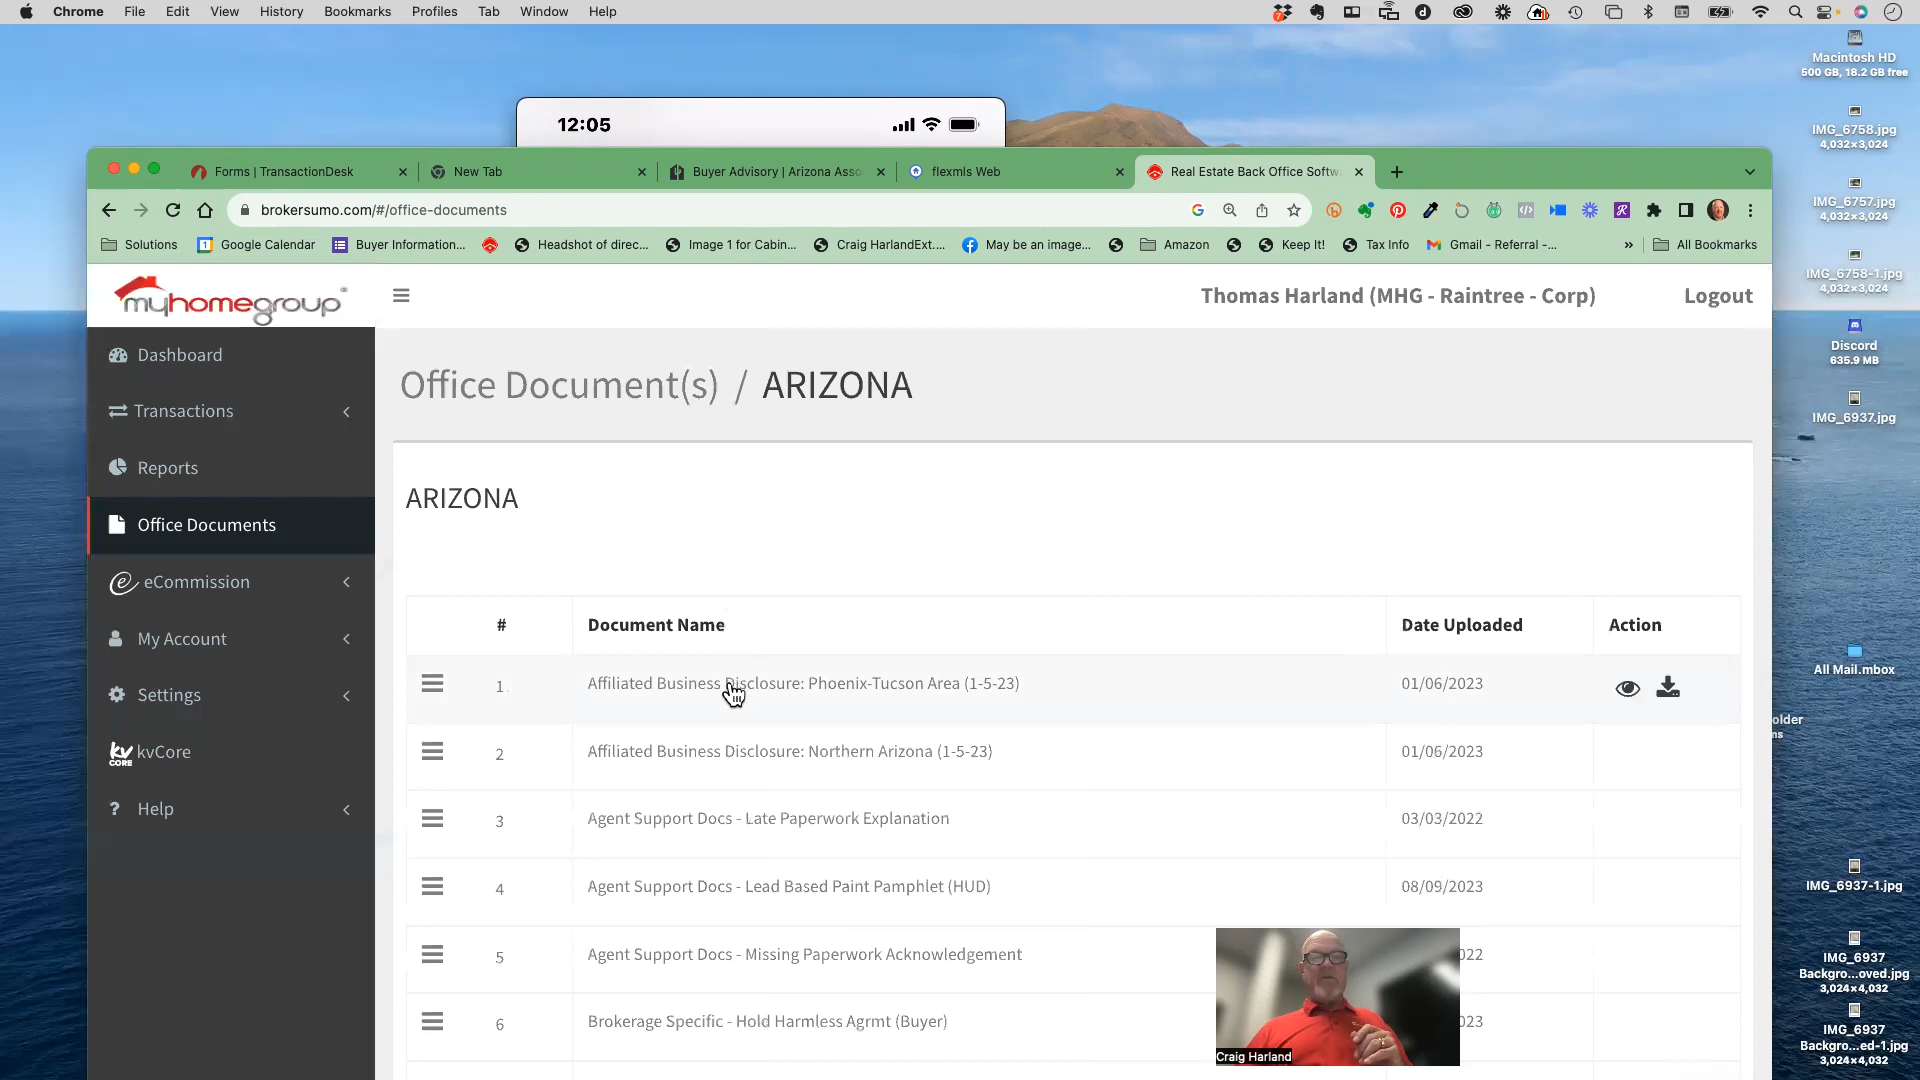 Chrome File Edit View History Bookmarks Profiles Tab Window Help
Macintosh HD
500 GB, 18.2 GB free
12:05
IMG_6758.jpg
4,032×3,024
Forms | TransactionDesk
New Tab
Buyer Advisory | Arizona Asso
flexmls Web
Real Estate Back Office Softw
brokersumo.com/#/office-documents
IMG_6757.jpg
4,032×3,024
Solutions
Google Calendar
Buyer Information...
Headshot of direc...
Image 1 for Cabin...
Craig HarlandExt....
May be an image...
Amazon
Keep It!
Tax Info
Gmail - Referral -...
»
All Bookmarks
IMG_6758-1.jpg
4,032×3,024
myhomegroup
Thomas Harland (MHG - Raintree - Corp)
Logout
Discord
635.9 MB
IMG_6937.jpg
Dashboard
Transactions
Reports
Office Documents
eCommission
My Account
Settings
kv CORE kvCore
? Help
Office Document(s) / ARIZONA
ARIZONA
# Document Name Date Uploaded Action
1 Affiliated Business Disclosure: Phoenix-Tucson Area (1-5-23) 01/06/2023
2 Affiliated Business Disclosure: Northern Arizona (1-5-23) 01/06/2023
3 Agent Support Docs - Late Paperwork Explanation 03/03/2022
4 Agent Support Docs - Lead Based Paint Pamphlet (HUD) 08/09/2023
5 Agent Support Docs - Missing Paperwork Acknowledgement 022
6 Brokerage Specific - Hold Harmless Agrmt (Buyer) 023
Craig Harland
All Mail.mbox
older
ns
IMG_6937-1.jpg
IMG_6937
Backgro...oved.jpg
3,024×4,032
IMG_6937
Backgro...ed-1.jpg
3,024×4,032